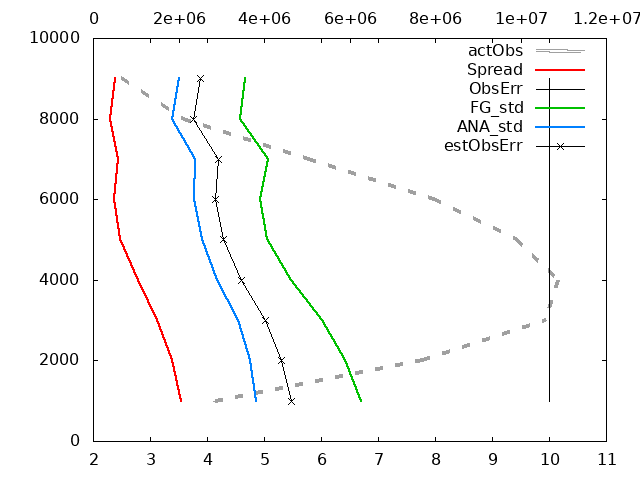 0 2e+06 4e+06 6e+06 8e+06 1e+07 1.2e+07
10000
actObs
Spread
ObsErr
FG_std
ANA_std
estObsErr
8000
6000
4000
2000
0
2 3 4 5 6 7 8 9 10 11